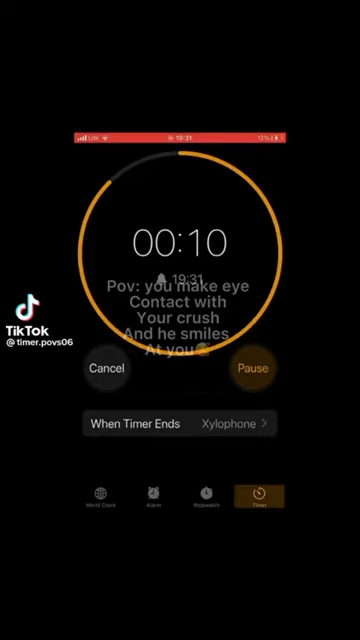 LIW
19:31
12%
00:10
19:31
Pov: you make eye
Contact with
Your crush
And he smiles
At you
TikTok
@timer.povs06
Cancel
Pause
When Timer Ends
Xylophone
World Clock
Alarm
Stopwatch
Timer